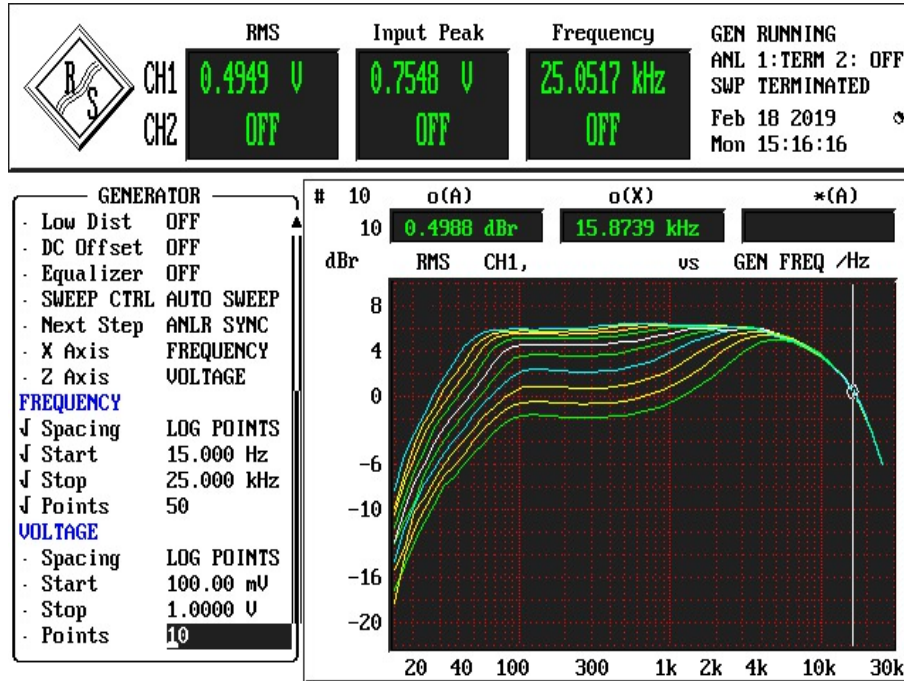 RMS Input Peak Frequency GEN RUNNING
ANL 1:TERM 2: OFF
R S CH1 0.4949 V 0.7548 V 25.0517 kHz SWP TERMINATED
CH2 OFF OFF OFF Feb 18 2019
Mon 15:16:16
GENERATOR
· Low Dist OFF
· DC Offset OFF
· Equalizer OFF
· SWEEP CTRL AUTO SWEEP
· Next Step ANLR SYNC
· X Axis FREQUENCY
· Z Axis VOLTAGE
FREQUENCY
√ Spacing LOG POINTS
√ Start 15.000 Hz
√ Stop 25.000 kHz
√ Points 50
VOLTAGE
· Spacing LOG POINTS
· Start 100.00 mV
· Stop 1.0000 V
· Points 10
# 10 o(A) o(X) *(A)
10 0.4988 dBr 15.8739 kHz
dBr RMS CH1, vs GEN FREQ /Hz
8
4
0
-6
-10
-16
-20
20 40 100 300 1k 2k 4k 10k 30k